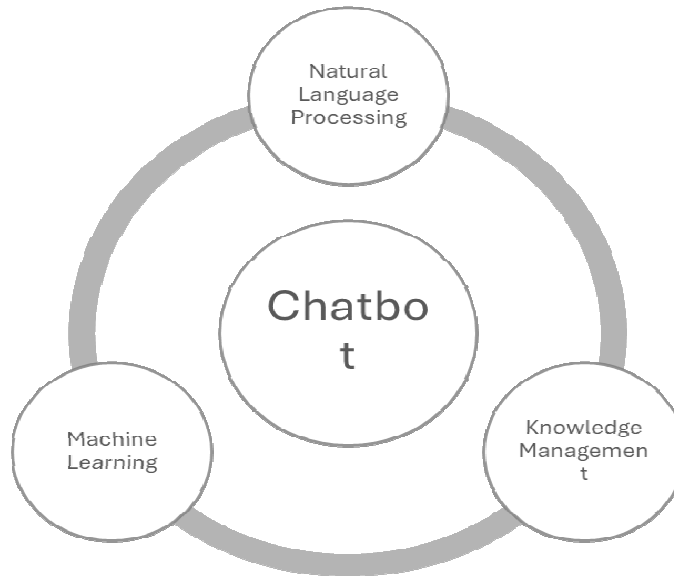 Natural
Language
Processing
Chatbo
t
Machine
Learning
Knowledge
Managemen
t